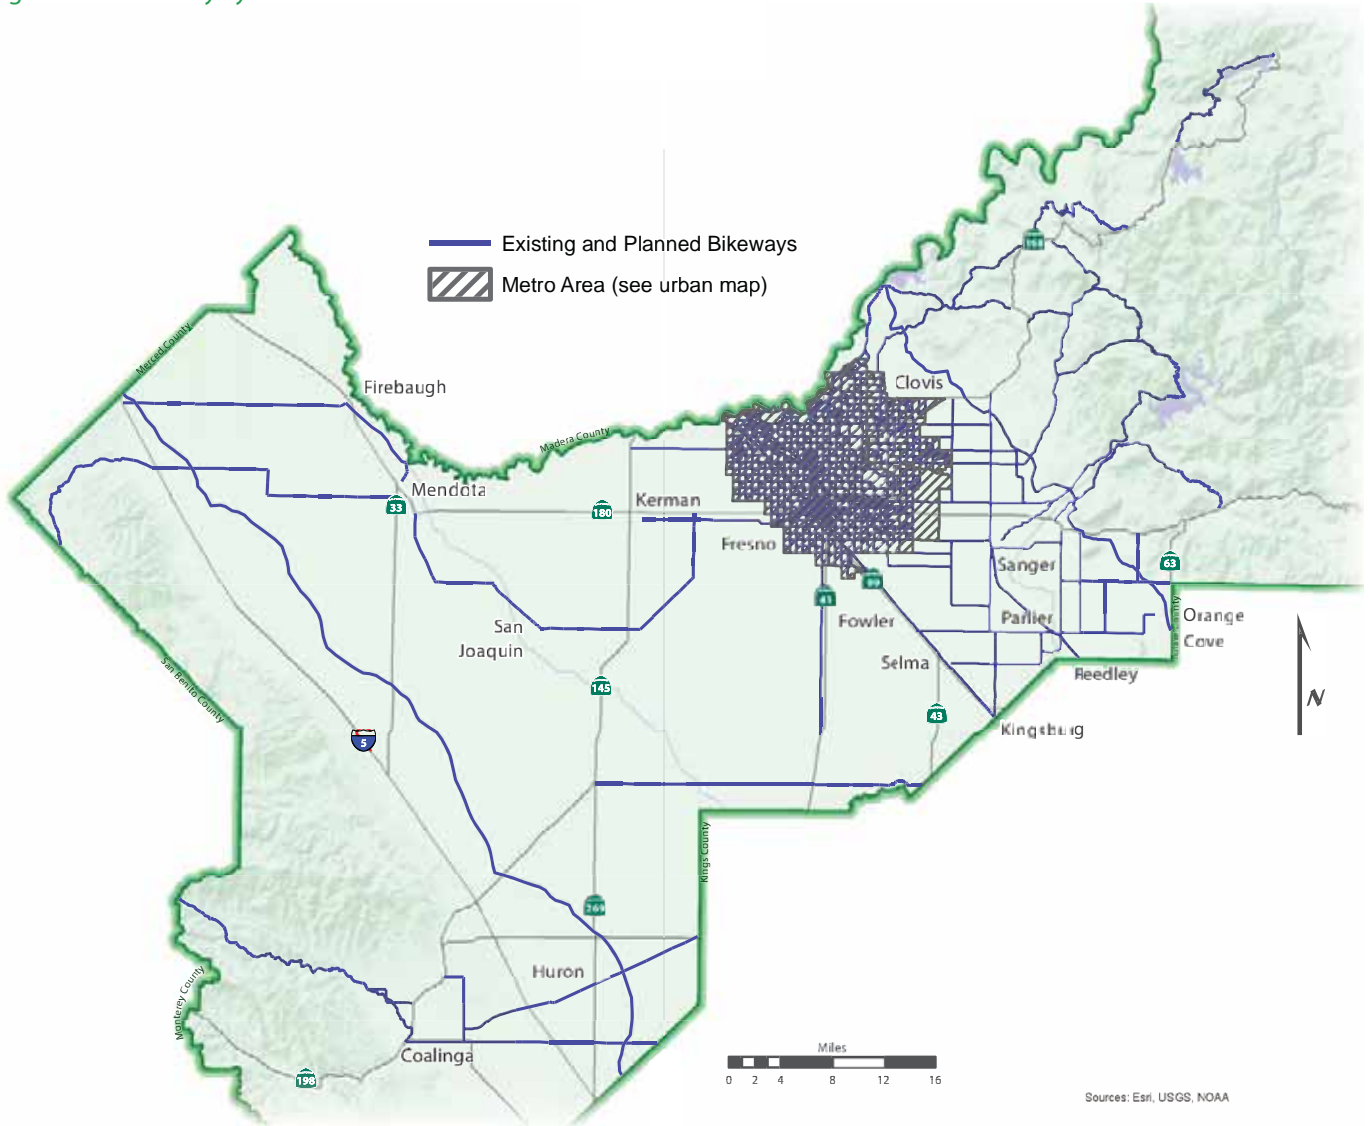 Existing and Planned Bikeways
Metro Area (see urban map)
Merced County
Firebaugh
Clovis
Madera County
Mendota
33
180
Kerman
Fresno
99
41
Sanger
63
Fowler
Parlier
Orange
Cove
San
Joaquin
Selma
Reedley
San Benito County
145
43
Kingsburg
5
N
Kings County
269
Huron
Monterey County
Coalinga
198
Miles
0 2 4 8 12 16
Sources: Esri, USGS, NOAA